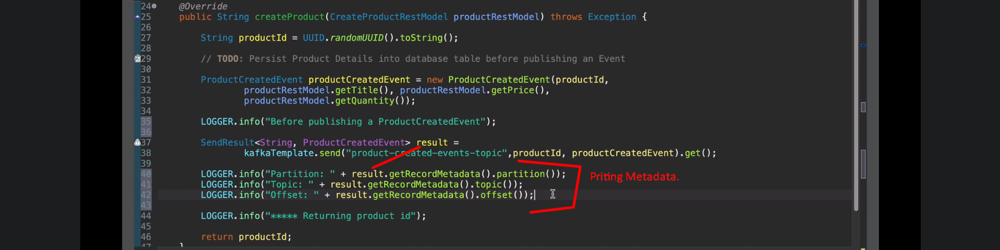 24 @Override
25 public String createProduct(CreateProductRestModel productRestModel) throws Exception {
26
27 String productId = UUID.randomUUID().toString();
28
29 // TODO: Persist Product Details into database table before publishing an Event
30
31 ProductCreatedEvent productCreatedEvent = new ProductCreatedEvent(productId,
32 productRestModel.getTitle(), productRestModel.getPrice(),
33 productRestModel.getQuantity());
34
35 LOGGER.info("Before publishing a ProductCreatedEvent");
36
37 SendResult<String, ProductCreatedEvent> result =
38 kafkaTemplate.send("product-created-events-topic",productId, productCreatedEvent).get();
39
40 LOGGER.info("Partition: " + result.getRecordMetadata().partition());
Priting Metadata.
41 LOGGER.info("Topic: " + result.getRecordMetadata().topic());
42 LOGGER.info("Offset: " + result.getRecordMetadata().offset());
43
44 LOGGER.info("***** Returning product id");
45
46 return productId;
47 }